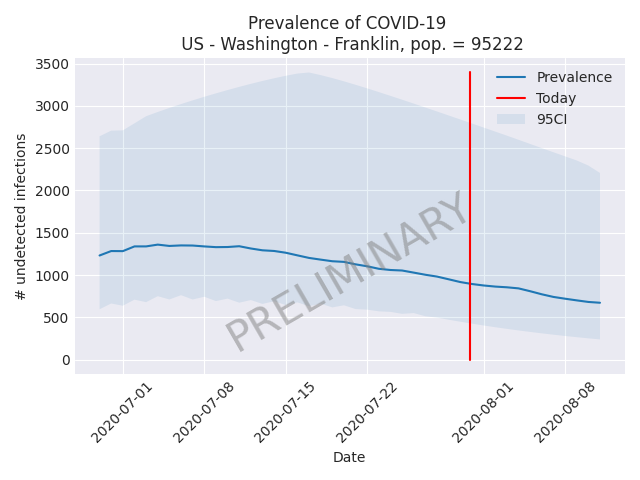 Prevalence of COVID-19
US - Washington - Franklin, pop. = 95222
3500
3000
2500
2000
1500
1000
500
0
# undetected infections
Prevalence
Today
95CI
PRELIMINARY
2020-07-01
2020-07-08
2020-07-15
2020-07-22
2020-08-01
2020-08-08
Date